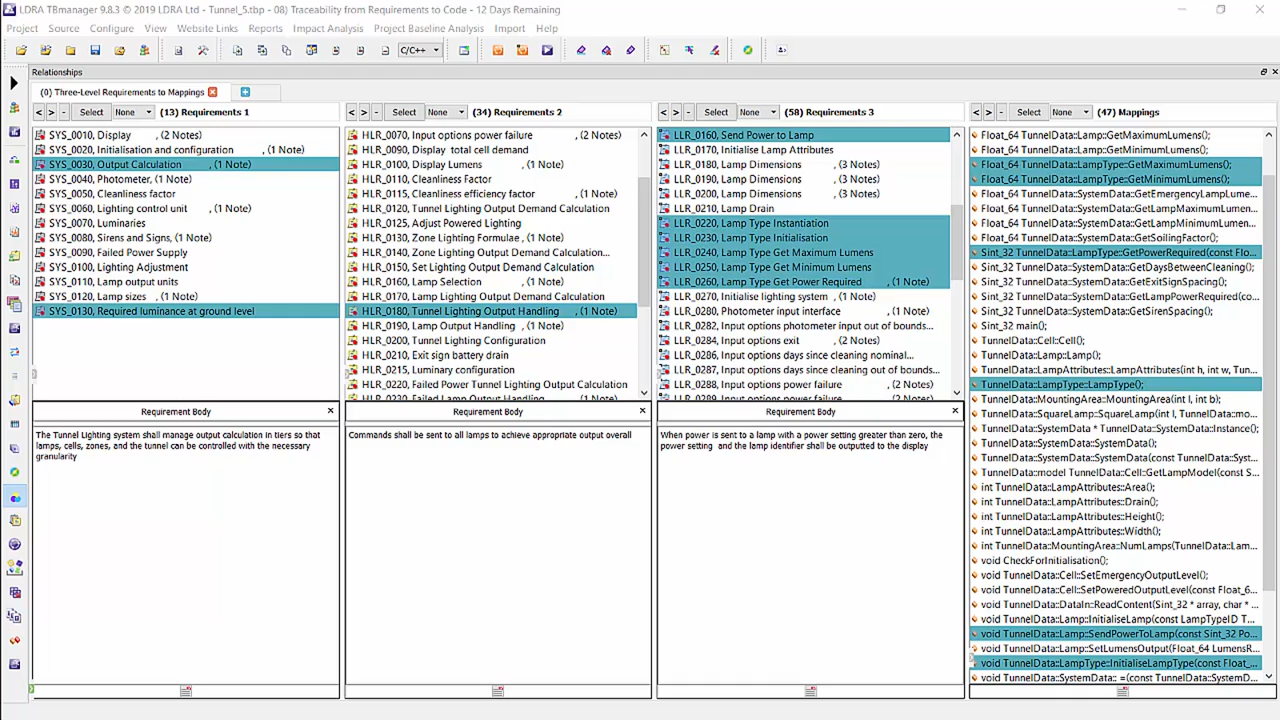 LDRA TBmanager 9.8.3 © 2019 LDRA Ltd - Tunnel_5.tbp - 08) Traceability from Requirements to Code - 12 Days Remaining
Project Source Configure View Website Links Reports Impact Analysis Project Baseline Analysis Import Help
C/C++
Relationships
(0) Three-Level Requirements to Mappings
< > - Select None (13) Requirements 1
SYS_0010, Display , (2 Notes)
SYS_0020, Initialisation and configuration , (1 Note)
SYS_0030, Output Calculation , (1 Note)
SYS_0040, Photometer, (1 Note)
SYS_0050, Cleanliness factor
SYS_0060, Lighting control unit , (1 Note)
SYS_0070, Luminaries
SYS_0080, Sirens and Signs, (1 Note)
SYS_0090, Failed Power Supply
SYS_0100, Lighting Adjustment
SYS_0110, Lamp output units
SYS_0120, Lamp sizes , (1 Note)
SYS_0130, Required luminance at ground level
Requirement Body
The Tunnel Lighting system shall manage output calculation in tiers so that
lamps, cells, zones, and the tunnel can be controlled with the necessary
granularity
< > - Select None (34) Requirements 2
HLR_0070, Input options power failure , (2 Notes)
HLR_0090, Display total cell demand
HLR_0100, Display Lumens , (1 Note)
HLR_0110, Cleanliness Factor
HLR_0115, Cleanliness efficiency factor , (1 Note)
HLR_0120, Tunnel Lighting Output Demand Calculation
HLR_0125, Adjust Powered Lighting
HLR_0130, Zone Lighting Formulae , (1 Note)
HLR_0140, Zone Lighting Output Demand Calculation...
HLR_0150, Set Lighting Output Demand Calculation
HLR_0160, Lamp Selection , (1 Note)
HLR_0170, Lamp Lighting Output Demand Calculation
HLR_0180, Tunnel Lighting Output Handling , (1 Note)
HLR_0190, Lamp Output Handling , (1 Note)
HLR_0200, Tunnel Lighting Configuration
HLR_0210, Exit sign battery drain
HLR_0215, Luminary configuration
HLR_0220, Failed Power Tunnel Lighting Output Calculation
HLR_0230, Failed Lamp Output Handling , (1 Note)
Requirement Body
Commands shall be sent to all lamps to achieve appropriate output overall
< > - Select None (58) Requirements 3
LLR_0160, Send Power to Lamp
LLR_0170, Initialise Lamp Attributes
LLR_0180, Lamp Dimensions , (3 Notes)
LLR_0190, Lamp Dimensions , (3 Notes)
LLR_0200, Lamp Dimensions , (3 Notes)
LLR_0210, Lamp Drain
LLR_0220, Lamp Type Instantiation
LLR_0230, Lamp Type Initialisation
LLR_0240, Lamp Type Get Maximum Lumens
LLR_0250, Lamp Type Get Minimum Lumens
LLR_0260, Lamp Type Get Power Required , (1 Note)
LLR_0270, Initialise lighting system , (1 Note)
LLR_0280, Photometer input interface , (1 Note)
LLR_0282, Input options photometer input out of bounds...
LLR_0284, Input options exit , (2 Notes)
LLR_0286, Input options days since cleaning nominal...
LLR_0287, Input options days since cleaning out of bounds...
LLR_0288, Input options power failure , (2 Notes)
LLR_0289, Input options power failure , (1 Note)
Requirement Body
When power is sent to a lamp with a power setting greater than zero, the
power setting and the lamp identifier shall be outputted to the display
< > - Select None (47) Mappings
Float_64 TunnelData::Lamp::GetMaximumLumens();
Float_64 TunnelData::Lamp::GetMinimumLumens();
Float_64 TunnelData::LampType::GetMaximumLumens();
Float_64 TunnelData::LampType::GetMinimumLumens();
Float_64 TunnelData::SystemData::GetEmergencyLampLume...
Float_64 TunnelData::SystemData::GetLampMaximumLumen...
Float_64 TunnelData::SystemData::GetLampMinimumLumen...
Float_64 TunnelData::SystemData::GetSoilingFactor();
Sint_32 TunnelData::LampType::GetPowerRequired(const Flo...
Sint_32 TunnelData::SystemData::GetDaysBetweenCleaning();
Sint_32 TunnelData::SystemData::GetExitSignSpacing();
Sint_32 TunnelData::SystemData::GetLampPowerRequired(co...
Sint_32 TunnelData::SystemData::GetSirenSpacing();
Sint_32 main();
TunnelData::Cell::Cell();
TunnelData::Lamp::Lamp();
TunnelData::LampAttributes::LampAttributes(int h, int w, Tun...
TunnelData::LampType::LampType();
TunnelData::MountingArea::MountingArea(int l, int b);
TunnelData::SquareLamp::SquareLamp(int l, TunnelData::mo...
TunnelData::SystemData * TunnelData::SystemData::Instance();
TunnelData::SystemData::SystemData();
TunnelData::SystemData::SystemData(const TunnelData::Syst...
TunnelData::model TunnelData::Cell::GetLampModel(const S...
int TunnelData::LampAttributes::Area();
int TunnelData::LampAttributes::Drain();
int TunnelData::LampAttributes::Height();
int TunnelData::LampAttributes::Width();
int TunnelData::MountingArea::NumLamps(TunnelData::Lam...
void CheckForInitialisation();
void TunnelData::Cell::SetEmergencyOutputLevel();
void TunnelData::Cell::SetPoweredOutputLevel(const Float_6...
void TunnelData::DataIn::ReadContent(Sint_32 * array, char * ...
void TunnelData::Lamp::InitialiseLamp(const LampTypeID T...
void TunnelData::Lamp::SendPowerToLamp(const Sint_32 Po...
void TunnelData::Lamp::SetLumensOutput(Float_64 LumensR...
void TunnelData::LampType::InitialiseLampType(const Float_...
void TunnelData::SystemData:: =(const TunnelData::SystemD...